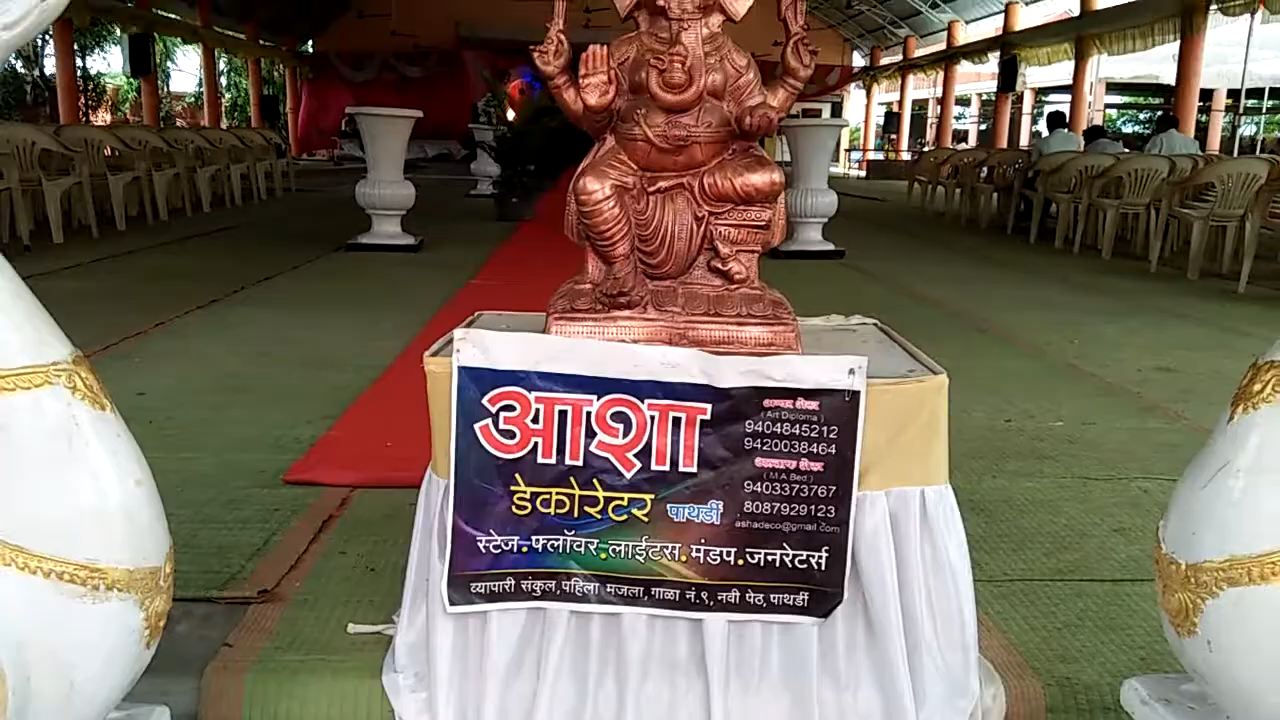 आशा
डेकोरेटर पाथर्डी
स्टेज.फ्लॉवर.लाईटस.मंडप.जनरेटर्स
व्यापारी संकुल,पहिला मजला,गाळा नं.९, नवी पेठ, पाथर्डी
(Art Diploma)
9404845212
9420038464
(M.A.Bed.)
9403373767
8087929123
ashadeco@gmail.com